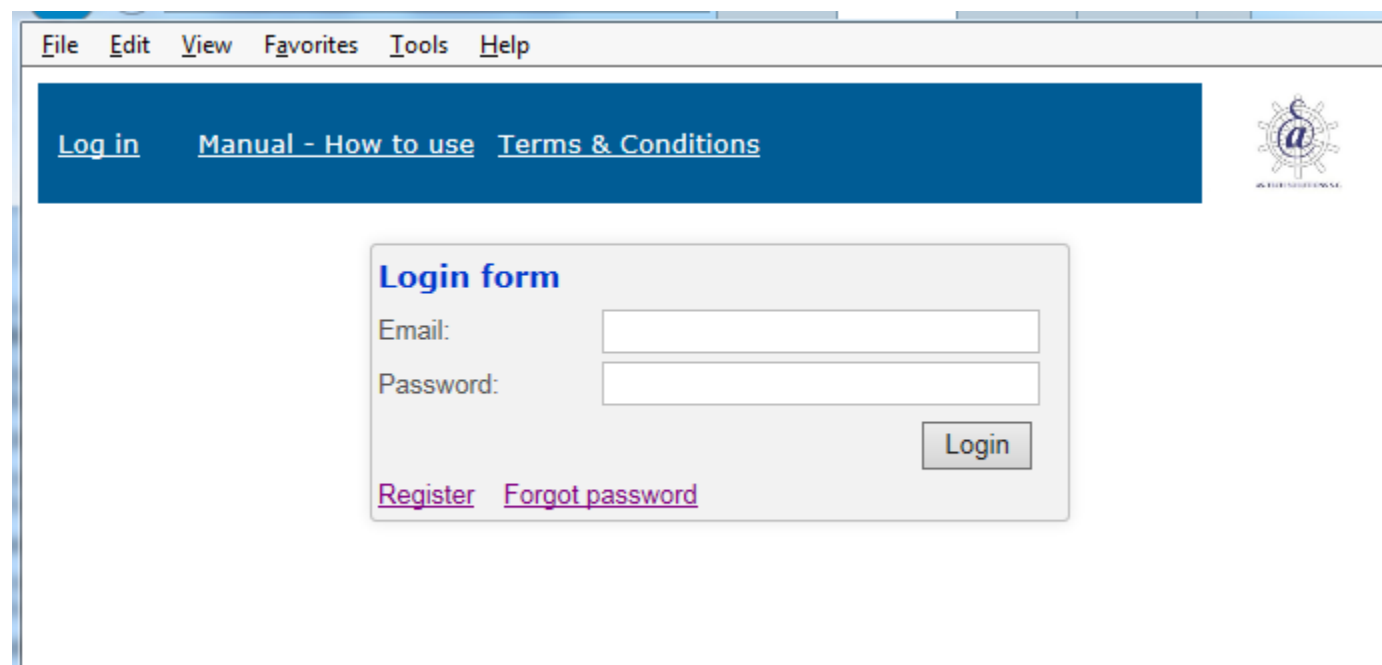 File Edit View Favorites Tools Help
Log in Manual - How to use Terms & Conditions
Login form
Email:
Password:
Login
Register Forgot password